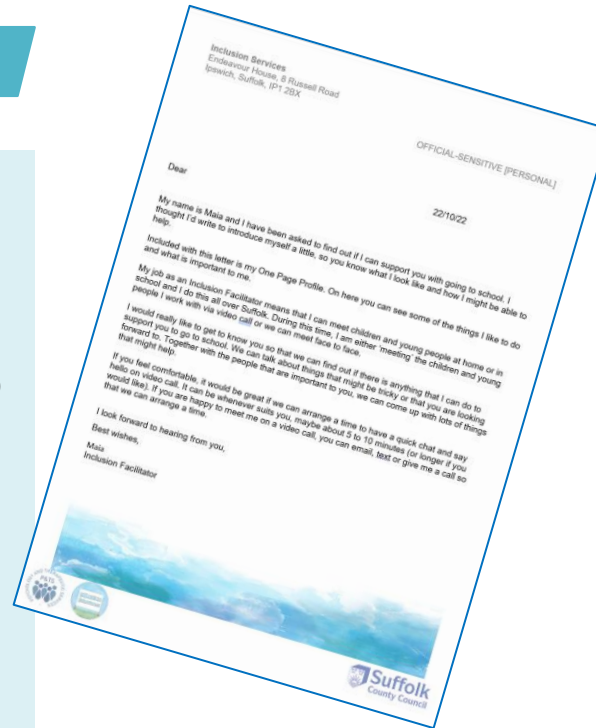 Inclusion Services
Endeavour House, 8 Russell Road
Ipswich, Suffolk, IP1 2BX
OFFICIAL-SENSITIVE [PERSONAL]
Dear
22/10/22
My name is Maia and I have been asked to find out if I can support you with going to school. I
thought I'd write to introduce myself a little, so you know what I look like and how I might be able to
help.
Included with this letter is my One Page Profile. On here you can see some of the things I like to do
and what is important to me.
My job as an Inclusion Facilitator means that I can meet children and young people at home or in
school and I do this all over Suffolk. During this time, I am either 'meeting' the children and young
people I work with via video call or we can meet face to face.
I would really like to get to know you so that we can find out if there is anything that I can do to
support you to go to school. We can talk about things that might be tricky or that you are looking
forward to. Together with the people that are important to you, we can come up with lots of things
that might help.
If you feel comfortable, it would be great if we can arrange a time to have a quick chat and say
hello on video call. It can be whenever suits you, maybe about 5 to 10 minutes (or longer if you
would like). If you are happy to meet me on a video call, you can email, text or give me a call so
that we can arrange a time.
I look forward to hearing from you,
Best wishes,
Maia
Inclusion Facilitator
PETS
Suffolk
County Council